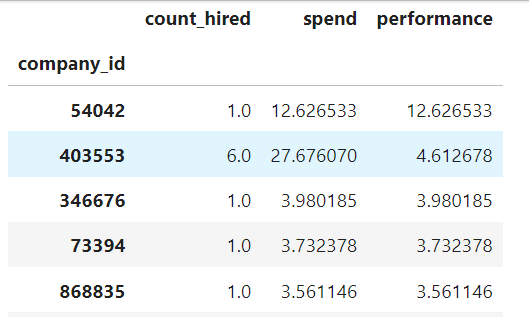 count_hired spend performance
company_id
54042 1.0 12.626533 12.626533
403553 6.0 27.676070 4.612678
346676 1.0 3.980185 3.980185
73394 1.0 3.732378 3.732378
868835 1.0 3.561146 3.561146